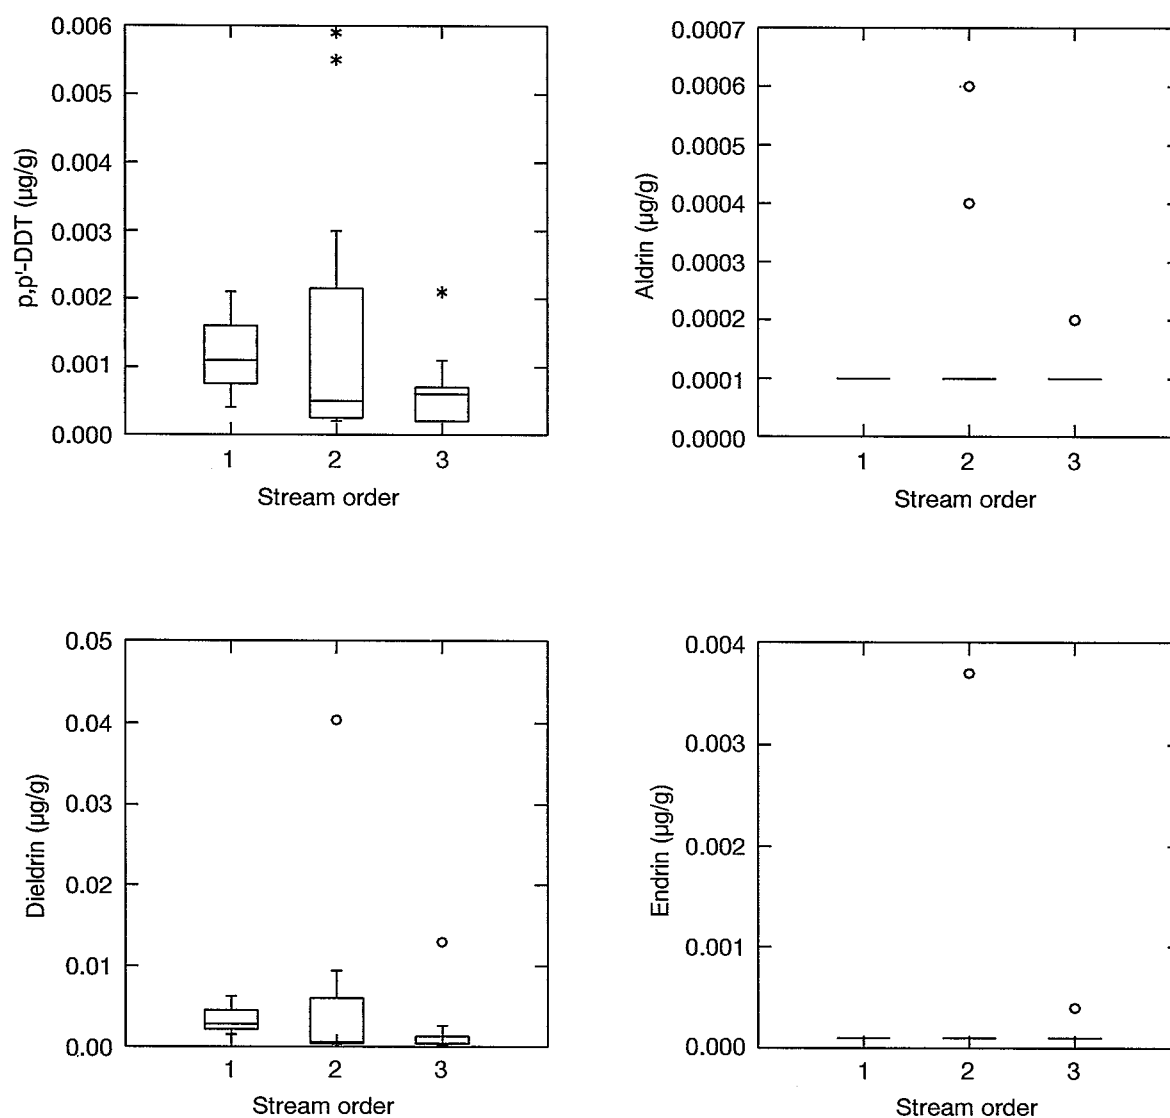 0.006
0.005
0.004
0.003
0.002
0.001
0.000
p,p'-DDT (µg/g)
1 2 3
Stream order
0.0007
0.0006
0.0005
0.0004
0.0003
0.0002
0.0001
0.0000
Aldrin (µg/g)
1 2 3
Stream order
0.05
0.04
0.03
0.02
0.01
0.00
Dieldrin (µg/g)
1 2 3
Stream order
0.004
0.003
0.002
0.001
0.000
Endrin (µg/g)
1 2 3
Stream order